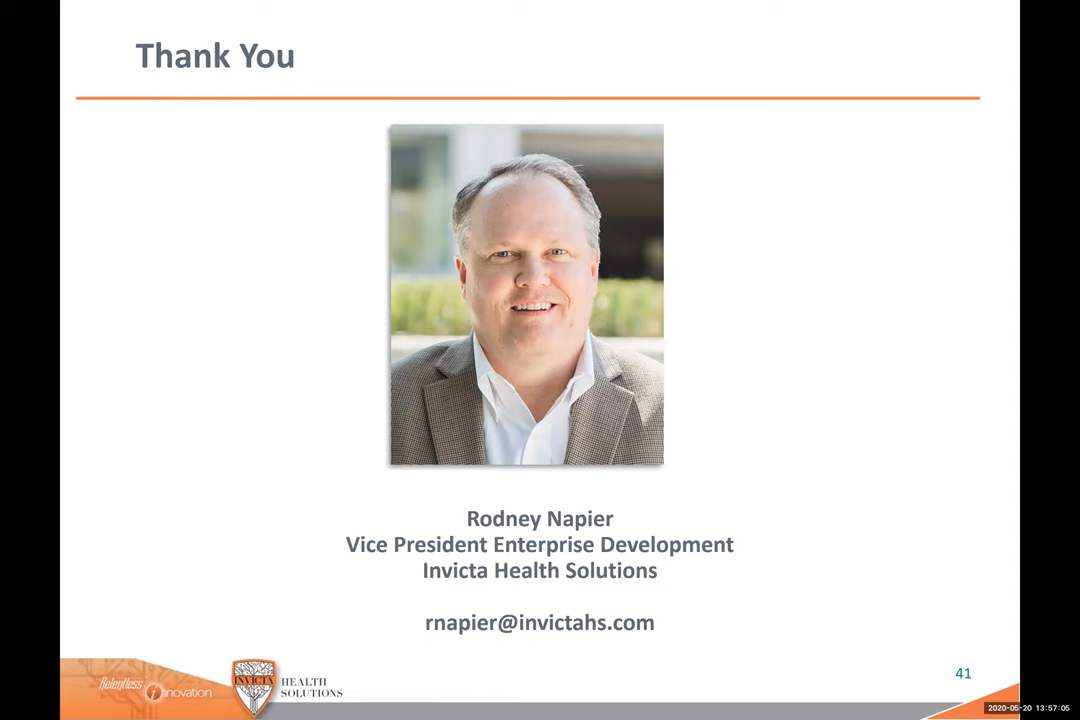 Thank You
Rodney Napier
Vice President Enterprise Development
Invicta Health Solutions
rnapier@invictahs.com
Relentless innovation
INVICTA
HEALTH
SOLUTIONS
41
2020-05-20 13:57:05